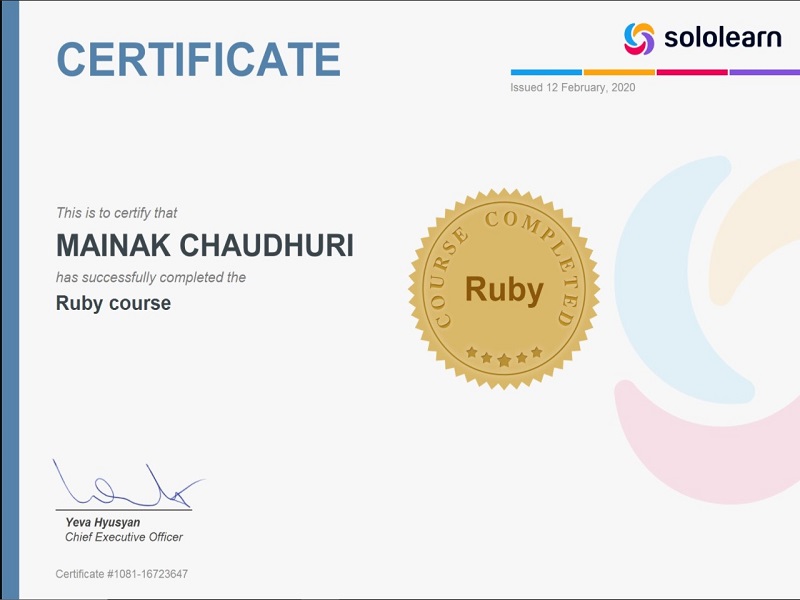 CERTIFICATE
sololearn
Issued 12 February, 2020
This is to certify that
MAINAK CHAUDHURI
has successfully completed the
Ruby course
COURSE COMPLETED
Ruby
Yeva Hyusyan
Chief Executive Officer
Certificate #1081-16723647